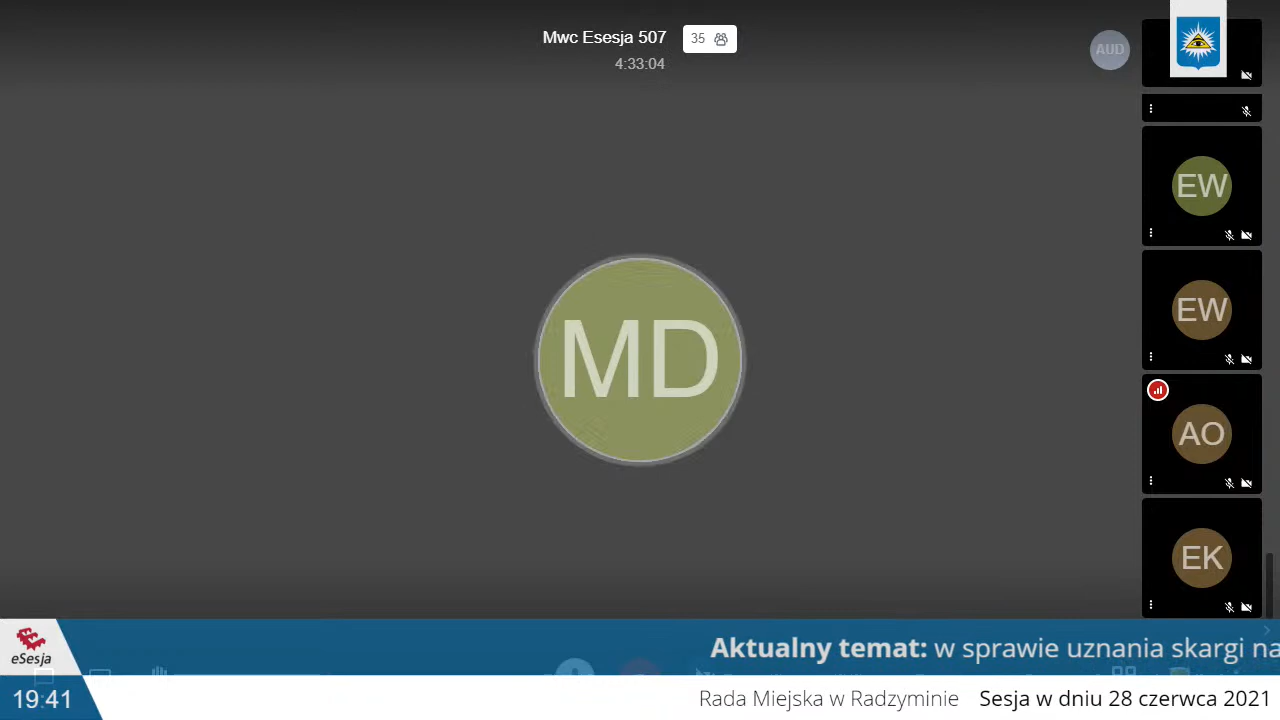 Mwc Esesja 507
35
4:33:04
AUD
EW
EW
MD
AO
EK
Aktualny temat: w sprawie uznania skargi na
eSesja
19:41
Rada Miejska w Radzyminie Sesja w dniu 28 czerwca 2021